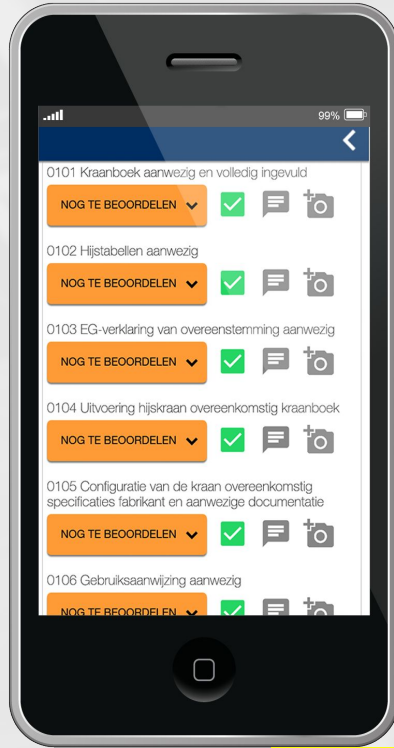 99%
0101 Kraanboek aanwezig en volledig ingevuld
NOG TE BEOORDELEN
0102 Hijstabellen aanwezig
NOG TE BEOORDELEN
0103 EG-verklaring van overeenstemming aanwezig
NOG TE BEOORDELEN
0104 Uitvoering hijskraan overeenkomstig kraanboek
NOG TE BEOORDELEN
0105 Configuratie van de kraan overeenkomstig
specificaties fabrikant en aanwezige documentatie
NOG TE BEOORDELEN
0106 Gebruiksaanwijzing aanwezig
NOG TE BEOORDELEN